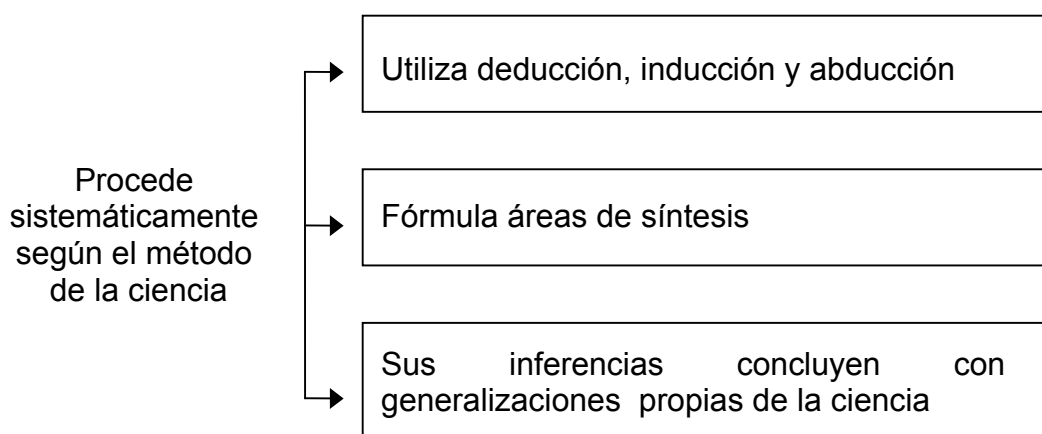 Utiliza deducción, inducción y abducción
Procede
sistemáticamente
según el método
de la ciencia
Fórmula áreas de síntesis
Sus inferencias concluyen con
generalizaciones propias de la ciencia